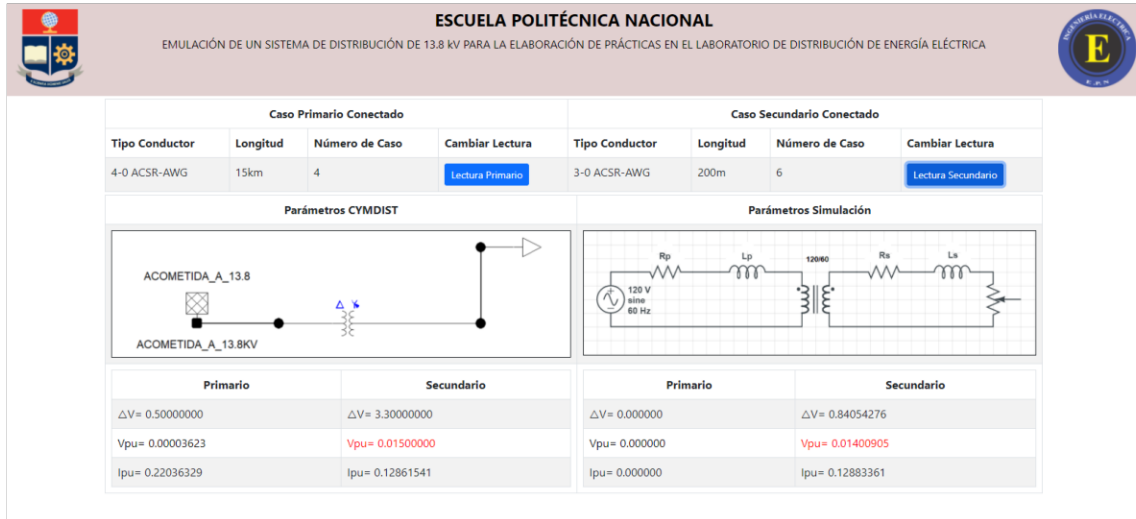 ESCUELA POLITÉCNICA NACIONAL
EMULACIÓN DE UN SISTEMA DE DISTRIBUCIÓN DE 13.8 kV PARA LA ELABORACIÓN DE PRÁCTICAS EN EL LABORATORIO DE DISTRIBUCIÓN DE ENERGÍA ELÉCTRICA
INGENIERÍA ELECTRICA
E
E.P.N
Caso Primario Conectado
Caso Secundario Conectado
Tipo Conductor Longitud Número de Caso Cambiar Lectura Tipo Conductor Longitud Número de Caso Cambiar Lectura
4-0 ACSR-AWG 15km 4 Lectura Primario 3-0 ACSR-AWG 200m 6 Lectura Secundario
Parámetros CYMDIST
Parámetros Simulación
ACOMETIDA_A_13.8
ACOMETIDA_A_13.8KV
Rp Lp 120/60 Rs Ls
120 V
sine
60 Hz
Primario Secundario Primario Secundario
△V= 0.50000000 △V= 3.30000000 △V= 0.000000 △V= 0.84054276
Vpu= 0.00003623 Vpu= 0.01500000 Vpu= 0.000000 Vpu= 0.01400905
Ipu= 0.22036329 Ipu= 0.12861541 Ipu= 0.000000 Ipu= 0.12883361